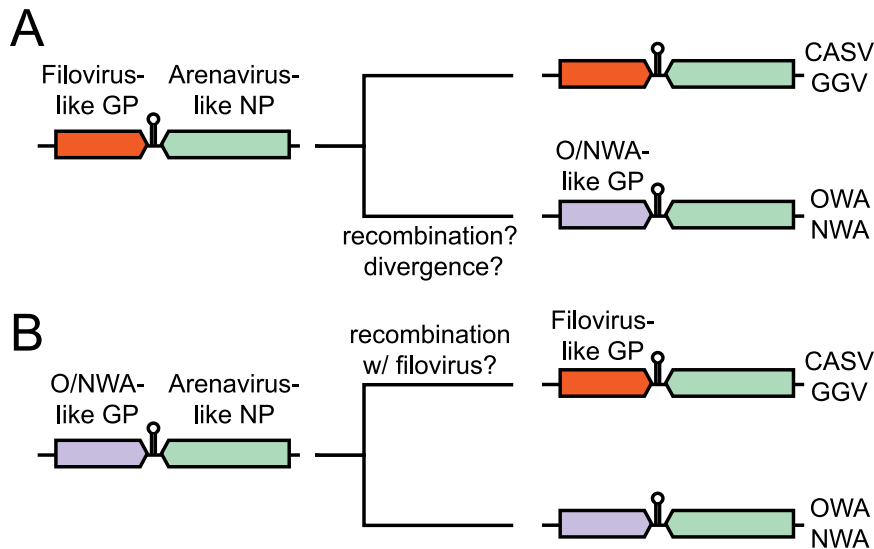 A
Filovirus-
like GP
Arenavirus-
like NP
CASV
GGV
O/NWA-
like GP
OWA
NWA
recombination?
divergence?
B
O/NWA-
like GP
Arenavirus-
like NP
recombination
w/ filovirus?
Filovirus-
like GP
CASV
GGV
OWA
NWA